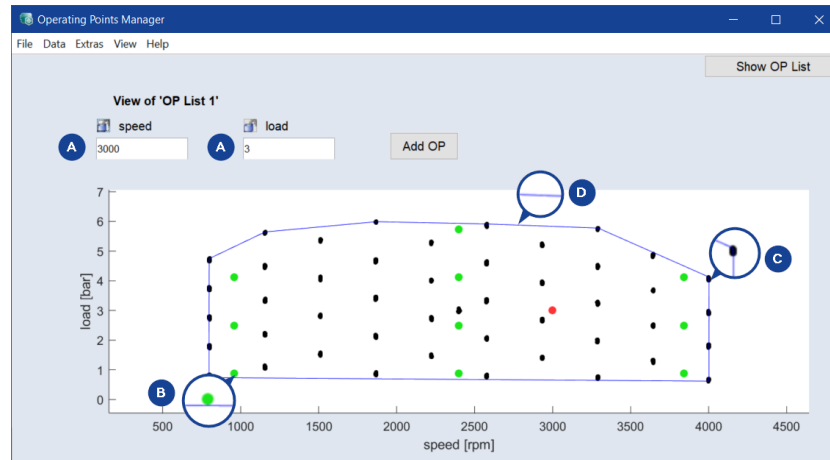 Operating Points Manager
File Data Extras View Help
Show OP List
View of 'OP List 1'
speed load
A 3000 A 3 Add OP
D
C
B
7
6
5
4
3
2
1
0
load [bar]
500 1000 1500 2000 2500 3000 3500 4000 4500
speed [rpm]